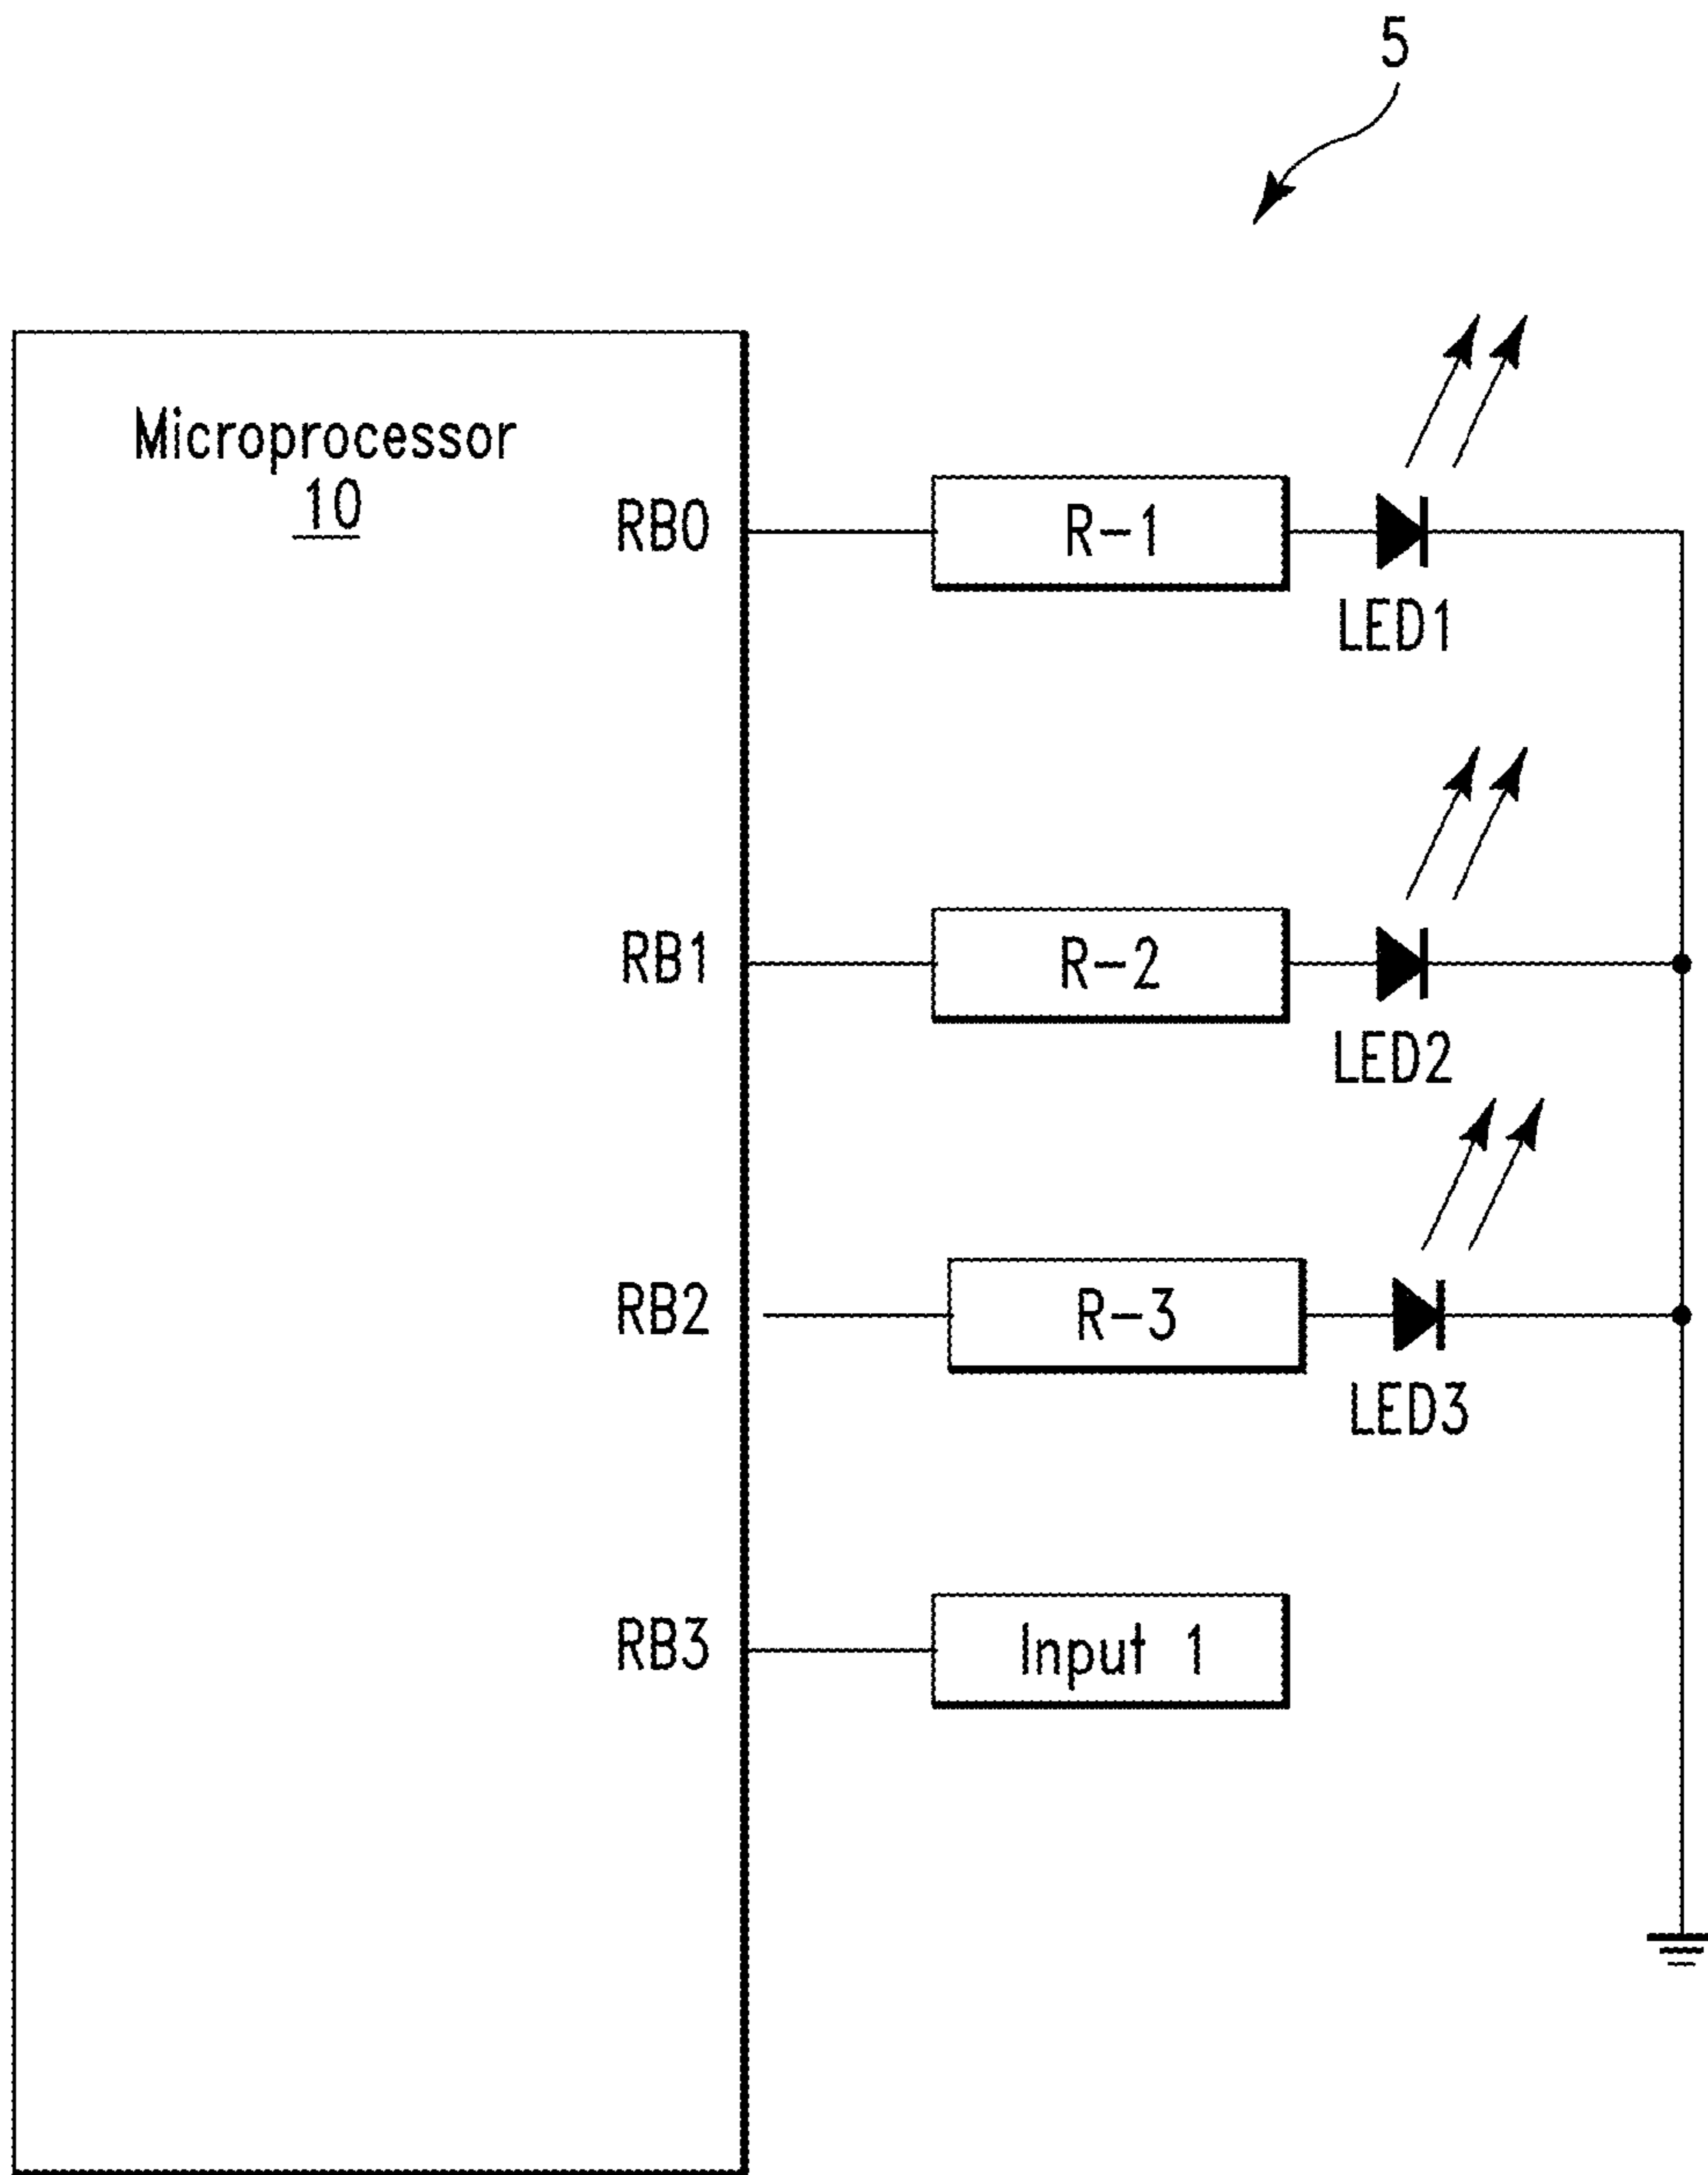 5
Microprocessor
10
RB0
R-1
LED1
RB1
R-2
LED2
RB2
R-3
LED3
RB3
Input 1